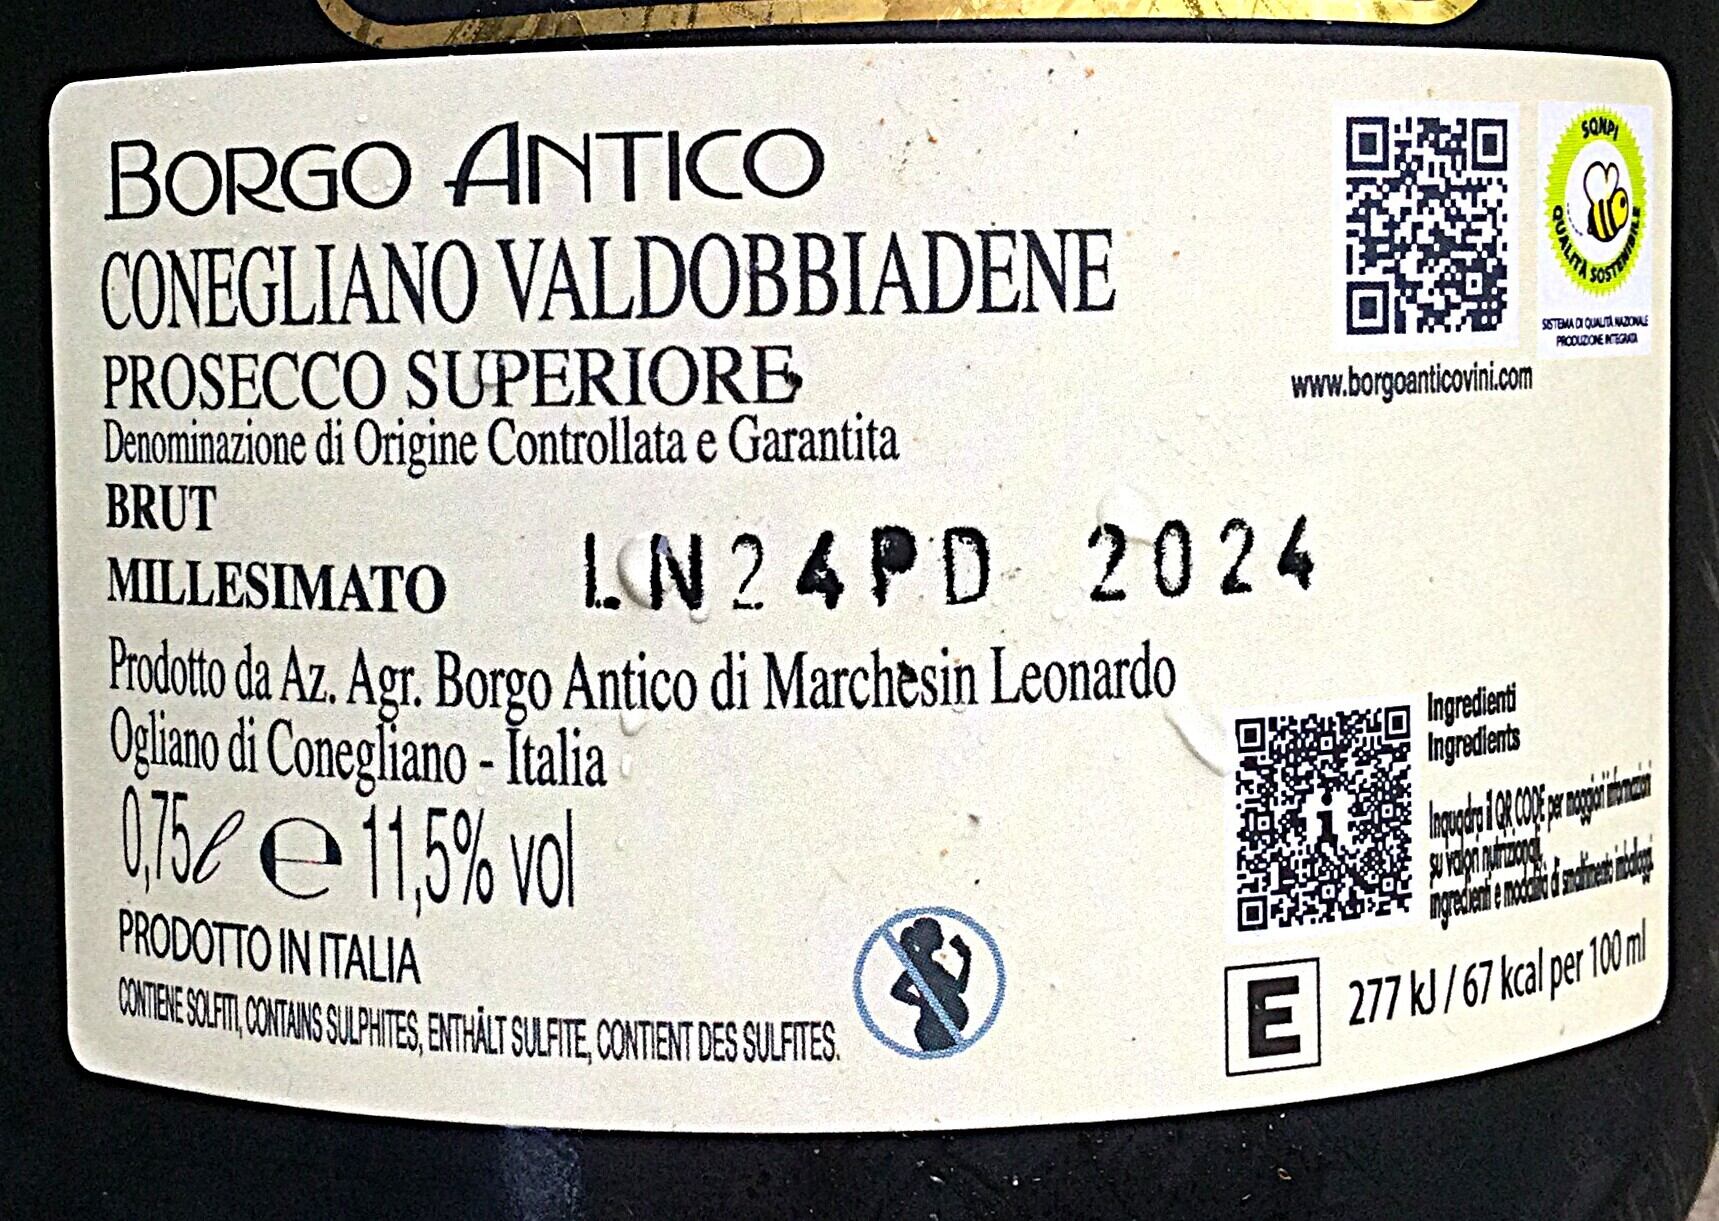 BORGO ANTICO
CONEGLIANO VALDOBBIADENE
PROSECCO SUPERIORE
Denominazione di Origine Controllata e Garantita
BRUT
MILLESIMATO LN24PD 2024
Prodotto da Az. Agr. Borgo Antico di Marchesin Leonardo
Ogliano di Conegliano - Italia
0,75ℓ e 11,5% vol
PRODOTTO IN ITALIA
CONTIENE SOLFITI, CONTAINS SULPHITES, ENTHÄLT SULFITE, CONTIENT DES SULFITES.
SQNPI
QUALITÀ SOSTENIBILE
SISTEMA DI QUALITÀ NAZIONALE
PRODUZIONE INTEGRATA
www.borgoanticovini.com
Ingredienti
Ingredients
i
Inquadra il QR CODE per maggiori informazioni
su valori nutrizionali,
ingredienti e modalità di smaltimento imballaggi
E 277 kJ / 67 kcal per 100 ml